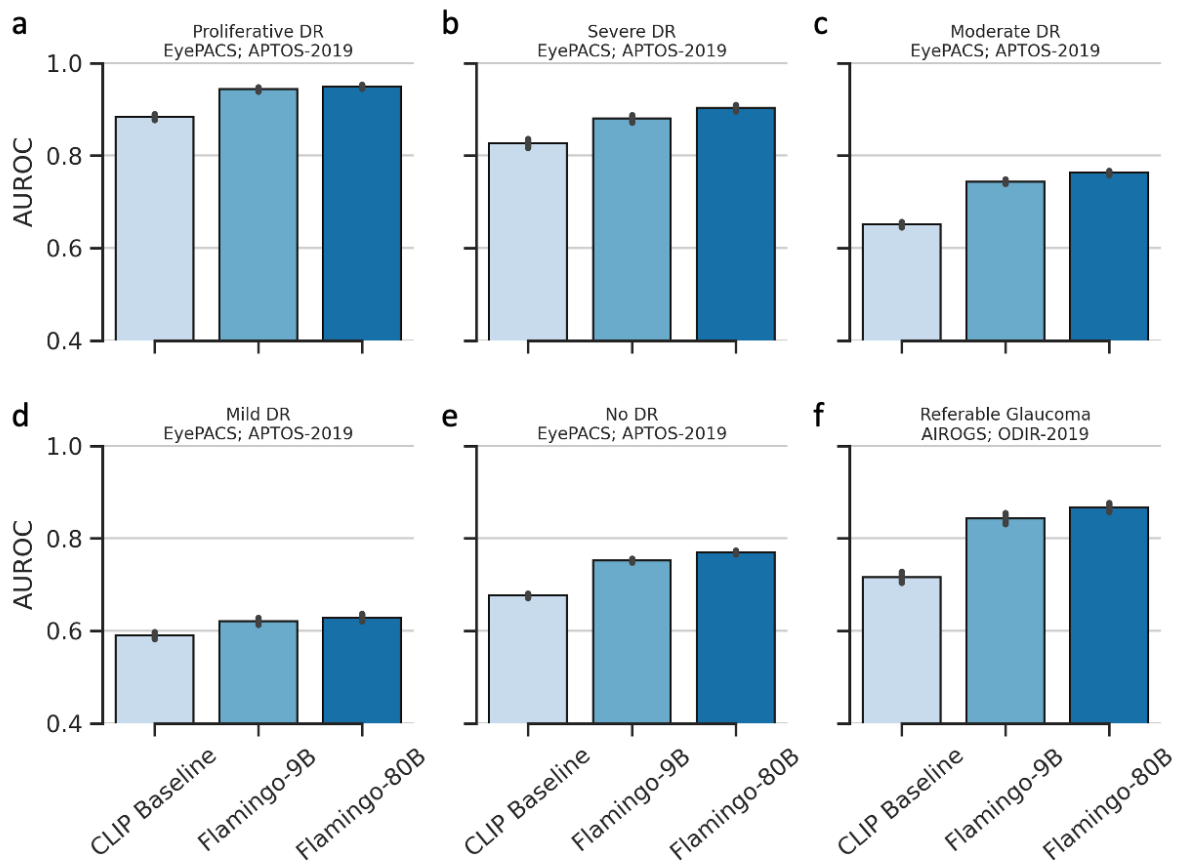 a
Proliferative DR
EyePACS; APTOS-2019
b
Severe DR
EyePACS; APTOS-2019
c
Moderate DR
EyePACS; APTOS-2019
AUROC
1.0
0.8
0.6
0.4
d
Mild DR
EyePACS; APTOS-2019
e
No DR
EyePACS; APTOS-2019
f
Referable Glaucoma
AIROGS; ODIR-2019
AUROC
1.0
0.8
0.6
0.4
CLIP Baseline
Flamingo-9B
Flamingo-80B
CLIP Baseline
Flamingo-9B
Flamingo-80B
CLIP Baseline
Flamingo-9B
Flamingo-80B